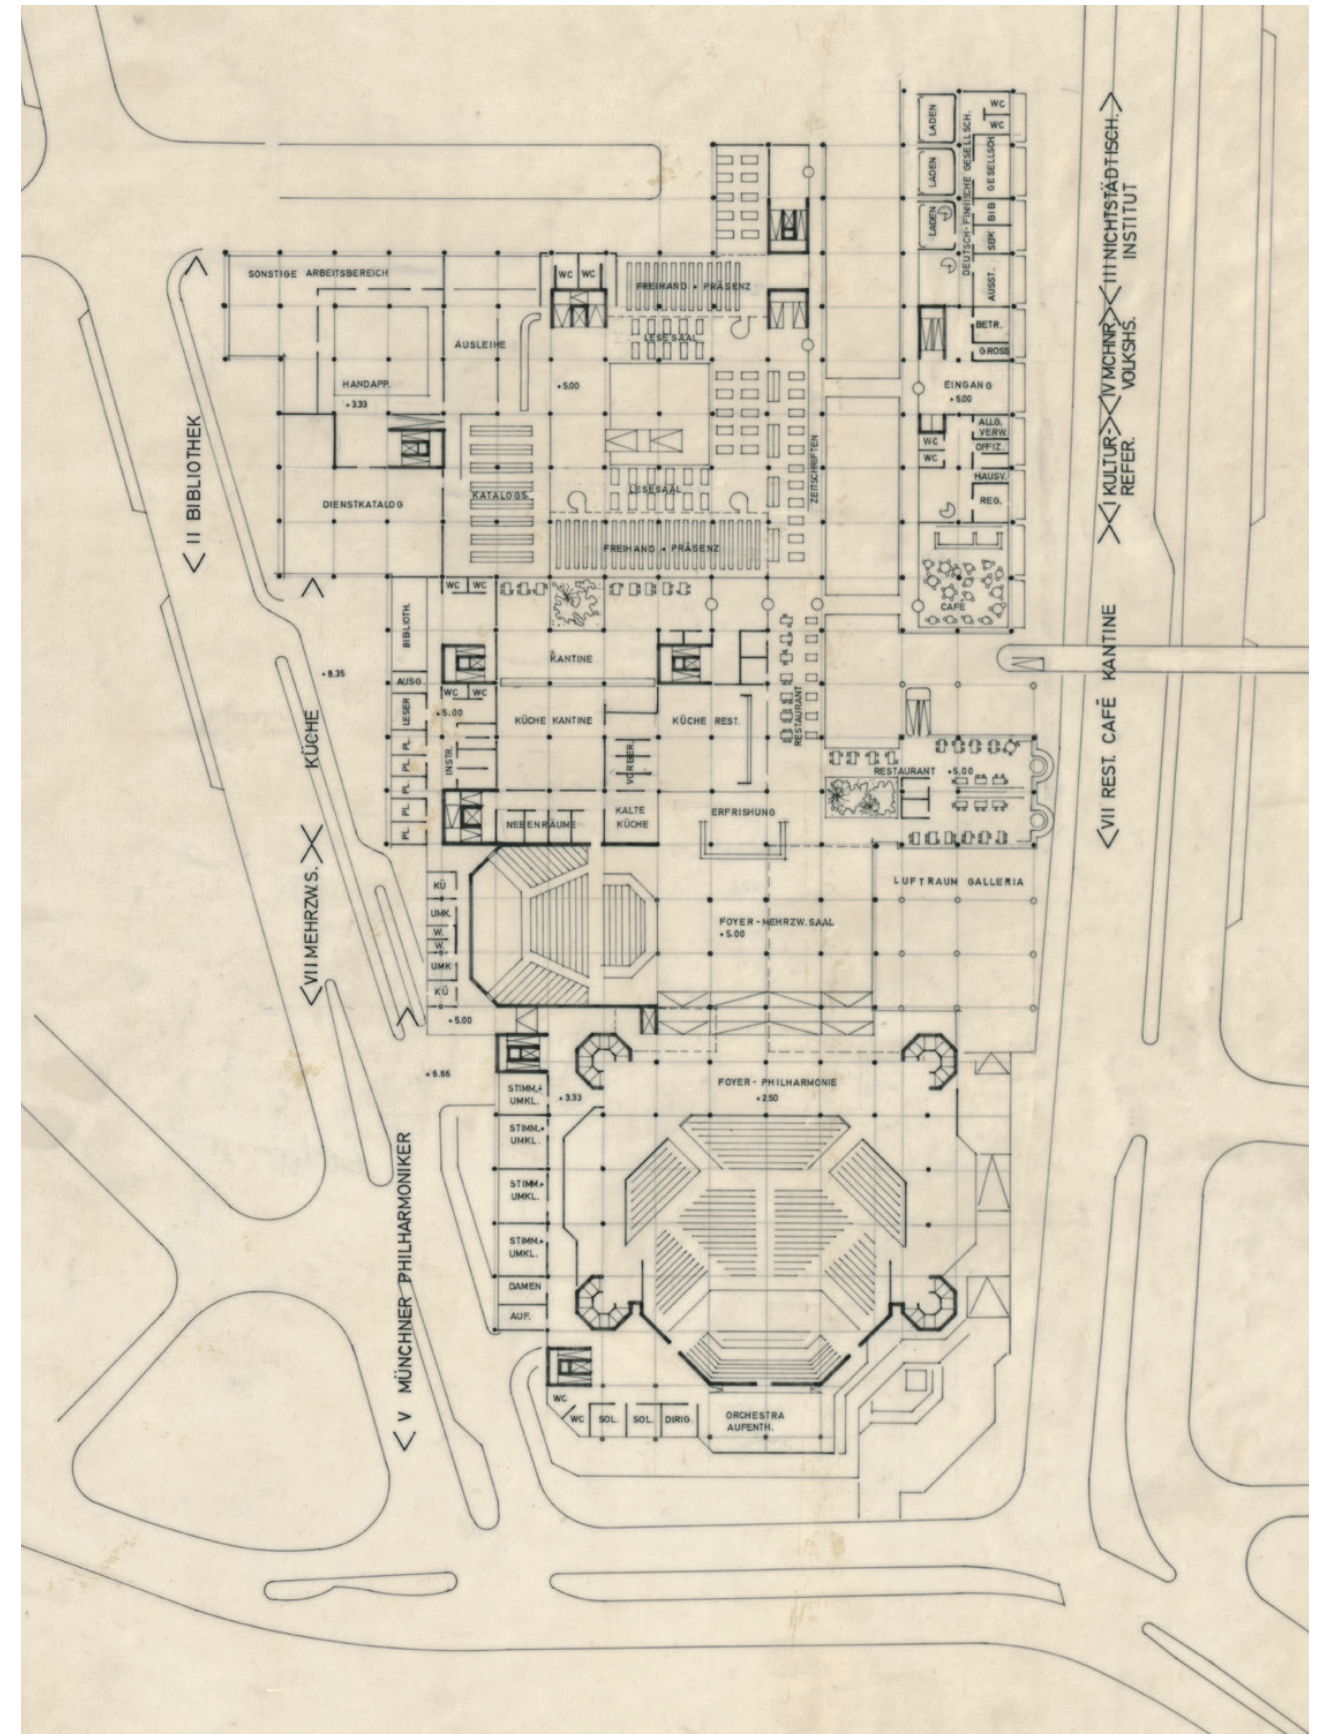 LADEN
WC
WC
LADEN
LADEN
DEUTSCH-FINNISCHE GESELLSCH.
GESELLSCH
BIB
SBK
AUSST.
III NICHTSTÄDTISCH.
INSTITUT
IV MCHNR.
VOLKSHS.
I KULTUR-
REFER.
SONSTIGE ARBEITSBEREICH
WC WC
FREIHAND + PRÄSENZ
LESESAAL
AUSLEIHE
HANDAPP.
+3.33
+5.00
BETR.
GROSS
EINGANG
+5.00
ALLG.
VERW.
OFFIZ.
WC
WC
HAUSV.
REG.
II BIBLIOTHEK
DIENSTKATALOG
KATALOGS.
LESESAAL
ZEITSCHRIFTEN
FREIHAND + PRÄSENZ
CAFÉ
WC WC
BIBLIOTH.
KANTINE
+8.35
AUSG.
WC WC
LESER
+5.00
KÜCHE KANTINE
KÜCHE REST.
RESTAURANT
KÜCHE
PL.
PL.
PL.
PL.
INSTR.
VORBER.
RESTAURANT +5.00
VII REST. CAFÉ KANTINE
NEBENRÄUME
KALTE
KÜCHE
ERFRISHUNG
VII MEHRZW.S.
KÜ
UMK.
W.
W.
UMK
KÜ
LUFTRAUM GALLERIA
FOYER-MEHRZW.SAAL
+5.00
+5.00
+5.55
STIMM.+
UMKL.
+3.33
FOYER-PHILHARMONIE
+2.50
STIMM.+
UMKL.
STIMM.+
UMKL.
STIMM.+
UMKL.
DAMEN
AUF.
V MÜNCHNER PHILHARMONIKER
WC
WC
SOL.
SOL.
DIRIG.
ORCHESTRA
AUFENTH.